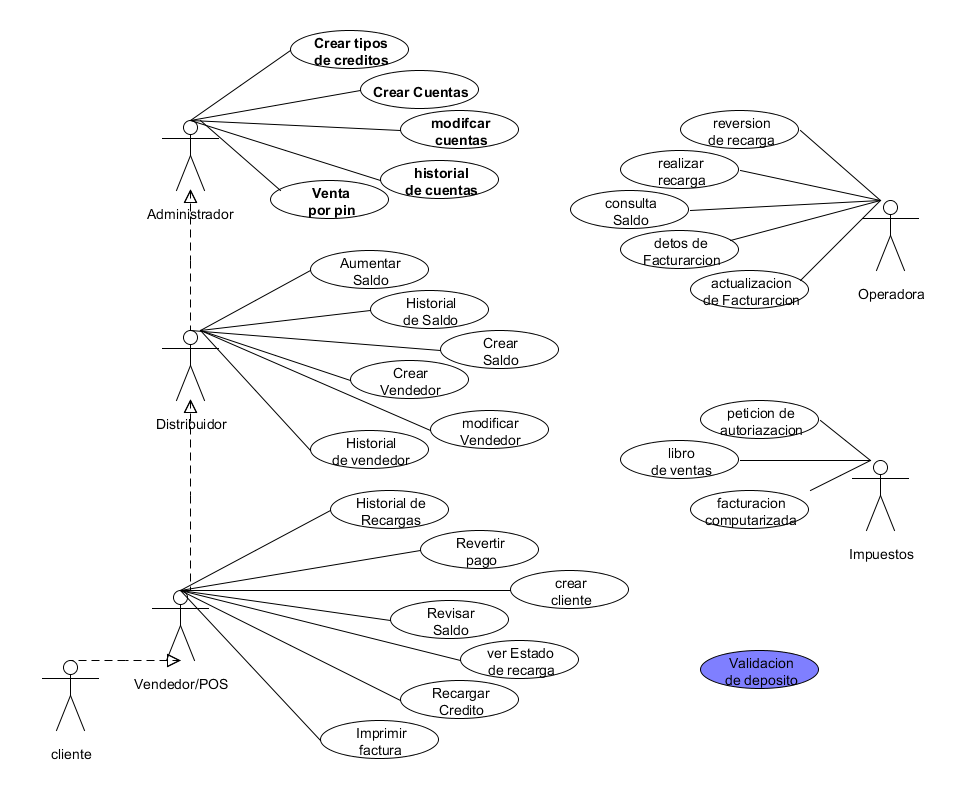 Crear tipos
de creditos
Crear Cuentas
modifcar
cuentas
historial
de cuentas
Venta
por pin
Administrador
reversion
de recarga
realizar
recarga
consulta
Saldo
detos de
Facturarcion
actualizacion
de Facturarcion
Operadora
Aumentar
Saldo
Historial
de Saldo
Crear
Saldo
Crear
Vendedor
modificar
Vendedor
Historial
de vendedor
Distribuidor
peticion de
autoriazacion
libro
de ventas
facturacion
computarizada
Impuestos
Historial de
Recargas
Revertir
pago
crear
cliente
Revisar
Saldo
ver Estado
de recarga
Recargar
Credito
Imprimir
factura
Vendedor/POS
cliente
Validacion
de deposito